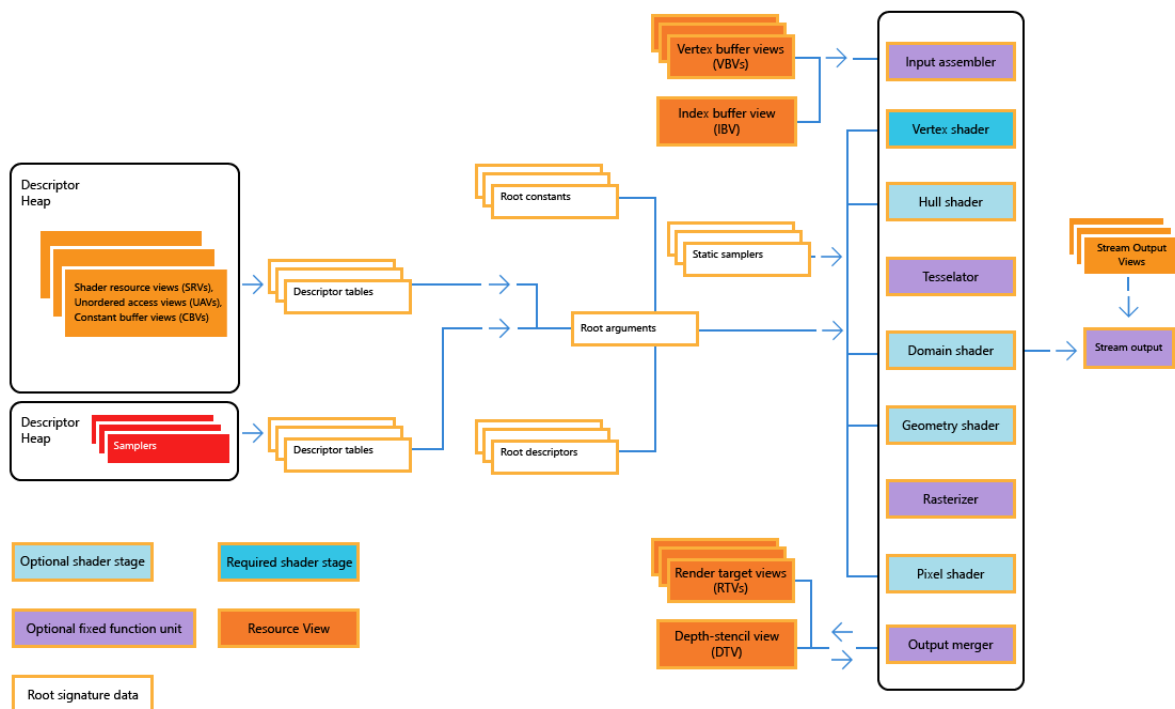 Vertex buffer views
(VBVs)
Index buffer view
(IBV)
Input assembler
Vertex shader
Hull shader
Tesselator
Domain shader
Geometry shader
Rasterizer
Pixel shader
Output merger
Descriptor
Heap
Shader resource views (SRVs),
Unordered access views (UAVs),
Constant buffer views (CBVs)
Descriptor tables
Root constants
Static samplers
Root arguments
Stream Output
Views
Stream output
Descriptor
Heap
Samplers
Descriptor tables
Root descriptors
Render target views
(RTVs)
Depth-stencil view
(DTV)
Optional shader stage
Required shader stage
Optional fixed function unit
Resource View
Root signature data